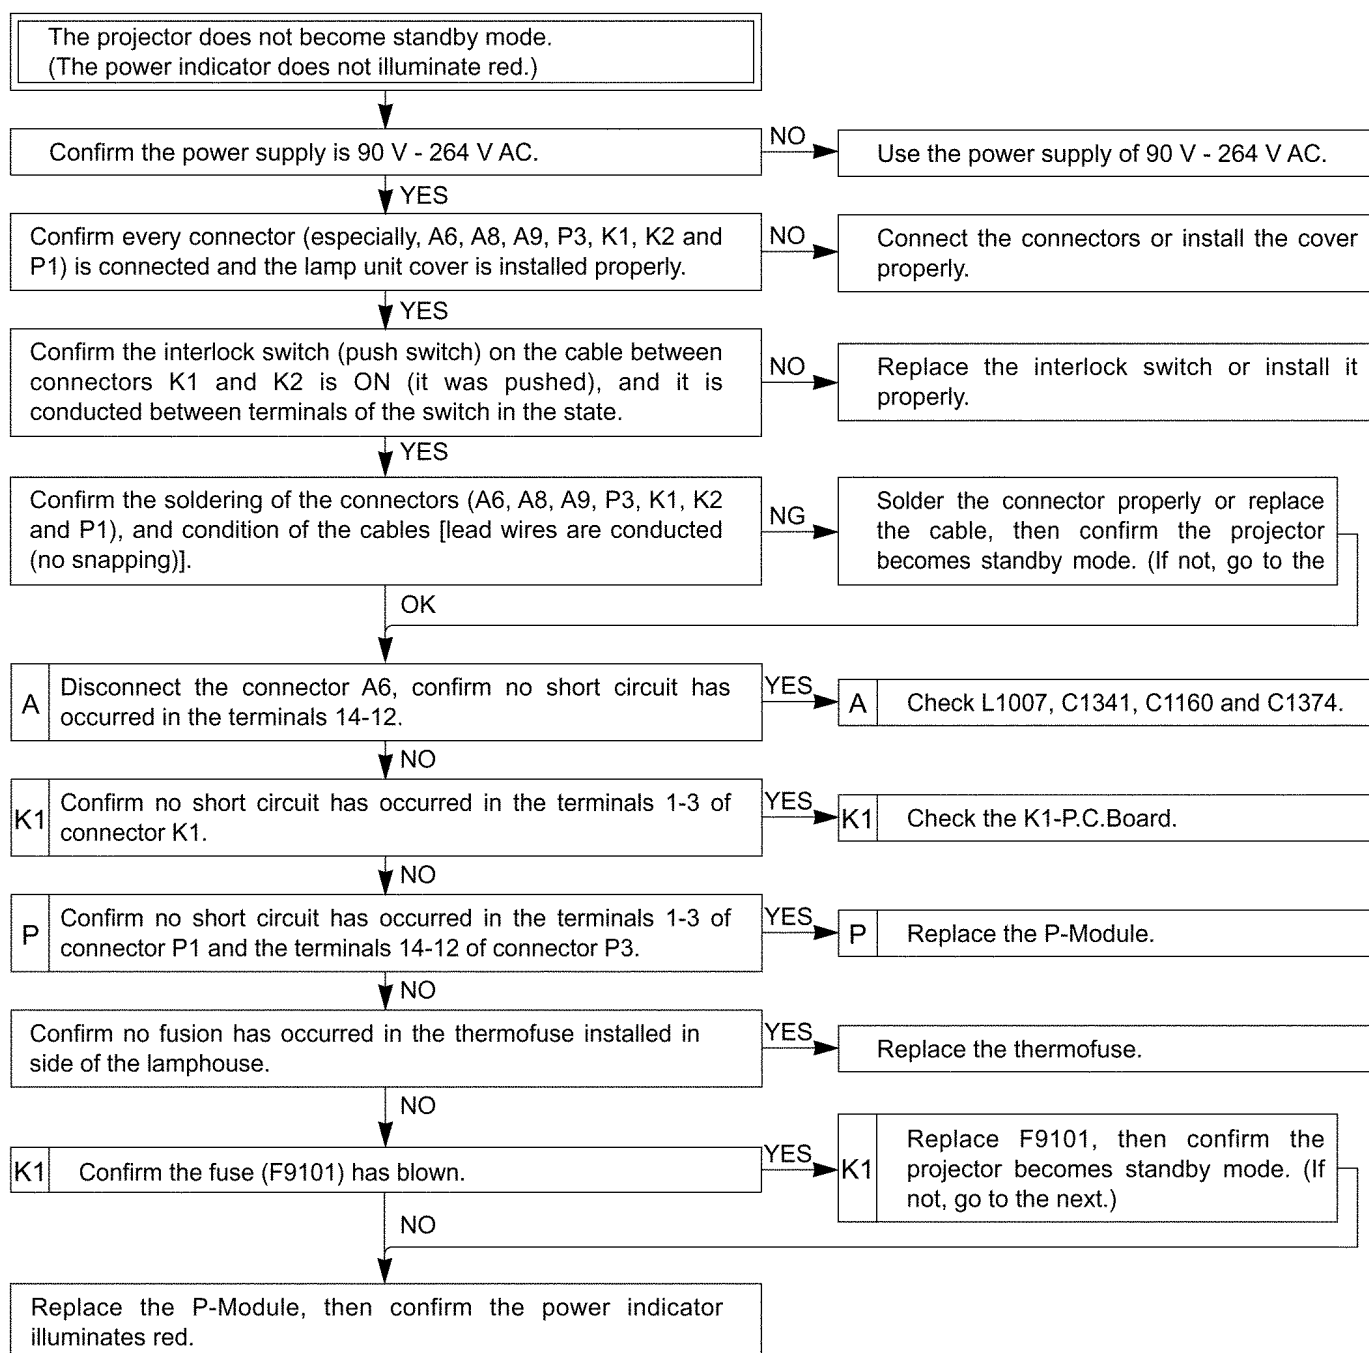 The projector does not become standby mode.
(The power indicator does not illuminate red.)
Confirm the power supply is 90 V - 264 V AC.
NO
Use the power supply of 90 V - 264 V AC.
YES
Confirm every connector (especially, A6, A8, A9, P3, K1, K2 and
P1) is connected and the lamp unit cover is installed properly.
NO
Connect the connectors or install the cover
properly.
YES
Confirm the interlock switch (push switch) on the cable between
connectors K1 and K2 is ON (it was pushed), and it is
conducted between terminals of the switch in the state.
NO
Replace the interlock switch or install it
properly.
YES
Confirm the soldering of the connectors (A6, A8, A9, P3, K1, K2
and P1), and condition of the cables [lead wires are conducted
(no snapping)].
NG
Solder the connector properly or replace
the cable, then confirm the projector
becomes standby mode. (If not, go to the
OK
A
Disconnect the connector A6, confirm no short circuit has
occurred in the terminals 14-12.
YES
A
Check L1007, C1341, C1160 and C1374.
NO
K1
Confirm no short circuit has occurred in the terminals 1-3 of
connector K1.
YES
K1
Check the K1-P.C.Board.
NO
P
Confirm no short circuit has occurred in the terminals 1-3 of
connector P1 and the terminals 14-12 of connector P3.
YES
P
Replace the P-Module.
NO
Confirm no fusion has occurred in the thermofuse installed in
side of the lamphouse.
YES
Replace the thermofuse.
NO
K1
Confirm the fuse (F9101) has blown.
YES
K1
Replace F9101, then confirm the
projector becomes standby mode. (If
not, go to the next.)
NO
Replace the P-Module, then confirm the power indicator
illuminates red.